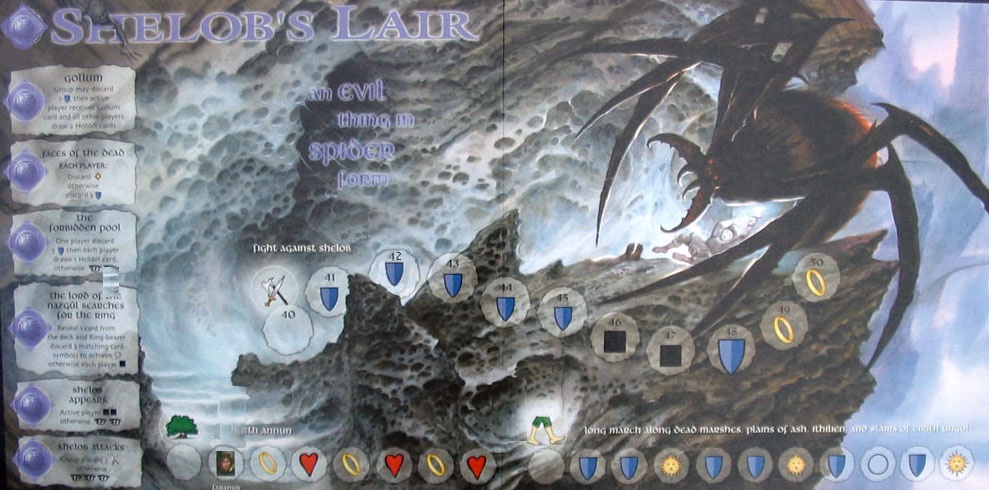 SHELOB'S LAIR
GOLLUM
Group may discard
then active
player receives Gollum
card and all other players
draw 2 Hobbit cards
FACES OF THE DEAD
EACH PLAYER:
Discard
otherwise
discard 3
THE
FORBIDDEN POOL
One player discard
then each player
draws 1 Hobbit card,
otherwise
THE LORD OF THE
NAZGÛL SEARCHES
FOR THE RING
Reveal 1 card from
the deck and Ring-bearer
discard 3 matching card
symbols to achieve
otherwise each player
SHELOB
APPEARS
Active player
otherwise
SHELOB ATTACKS
Group discard
otherwise
an EVIL
thing in
SPIDER
form
Fight against Shelob
40
41
42
43
44
45
46
47
48
49
50
annun
Faramir
long march along dead marshes, plains of ash, ithilien, and stairs of cirith ungol